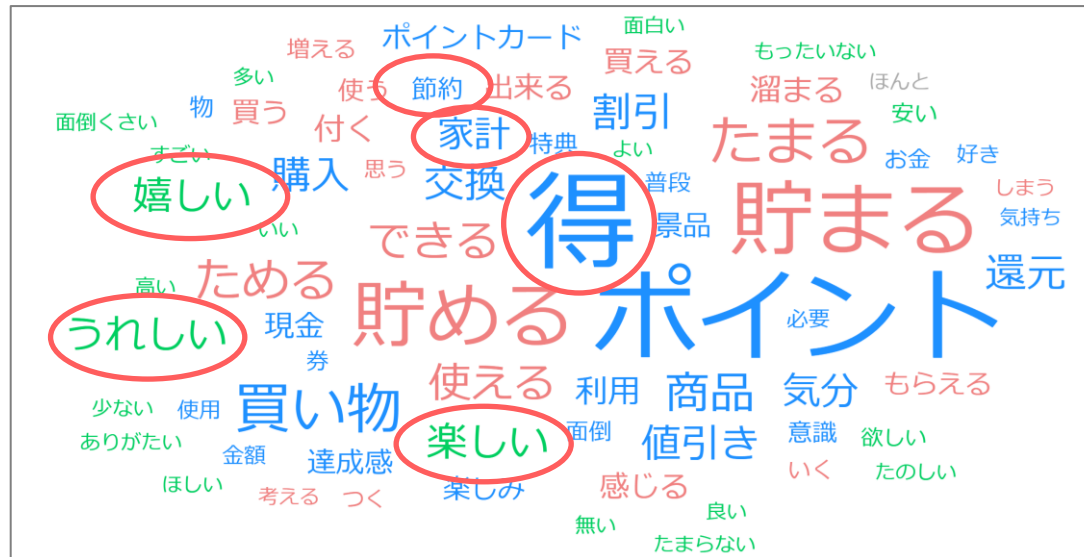 面白い
ポイントカード
増える
もったいない
買える
多い
使う
節約
出来る
溜まる
ほんと
物
買う
割引
安い
面倒くさい
付く
家計
特典
たまる
すごい
よい
お金
好き
購入
思う
交換
得
普段
しまう
嬉しい
貯まる
気持ち
いい
できる
景品
還元
ためる
高い
貯める
ポイント
うれしい
現金
必要
券
使える
利用
商品
気分
もらえる
少ない
使用
買い物
ありがたい
楽しい
面倒
値引き
意識
欲しい
金額
達成感
たのしい
ほしい
楽しみ
感じる
いく
考える
つく
良い
無い
たまらない